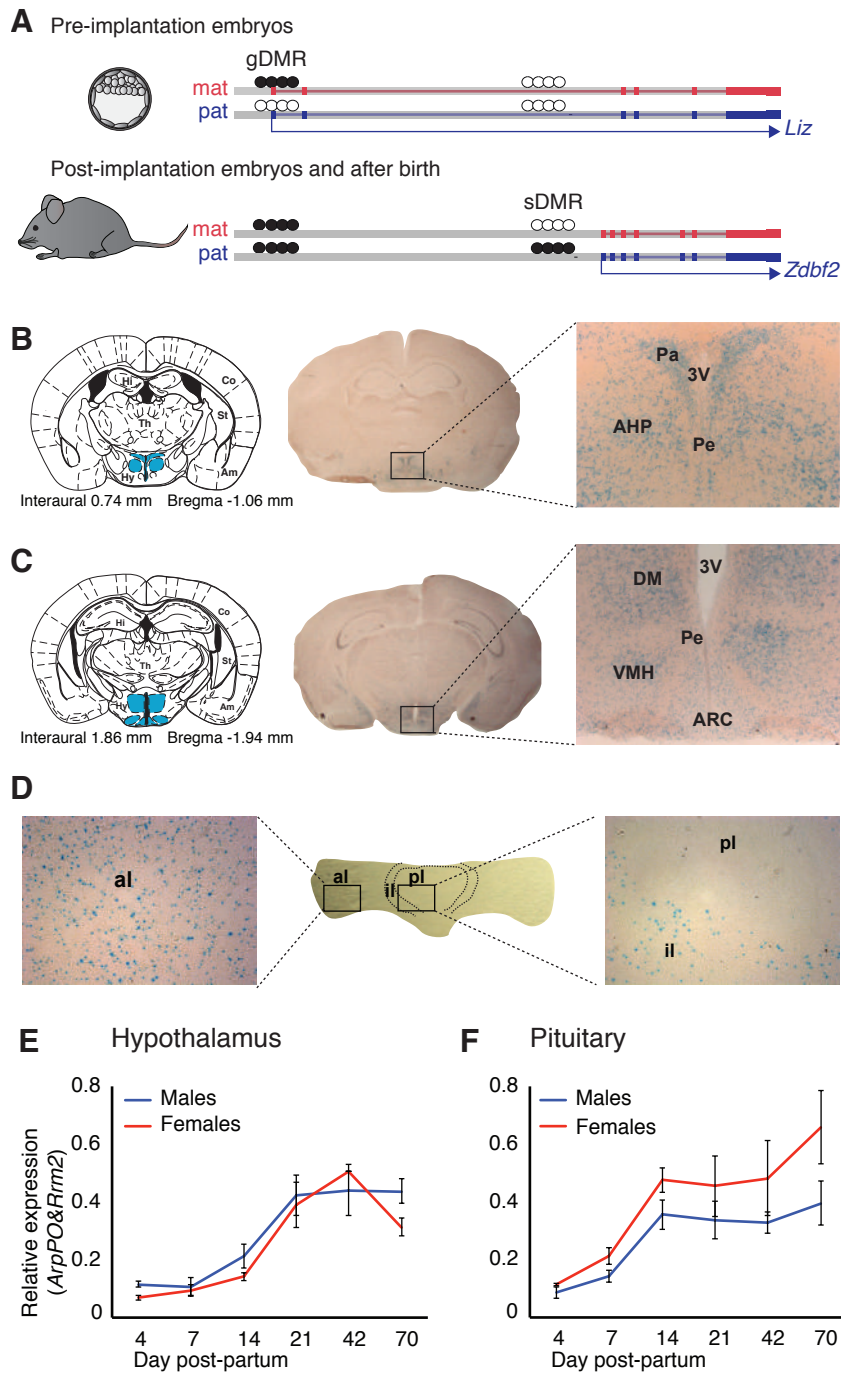 A Pre-implantation embryos
gDMR
mat
pat
Liz
Post-implantation embryos and after birth
sDMR
mat
pat
Zdbf2
B
Hi
Co
Th
St
Hy
Am
Interaural 0.74 mm Bregma -1.06 mm
Pa
3V
AHP
Pe
C
Hi
Co
Th
St
Hy
Am
Interaural 1.86 mm Bregma -1.94 mm
3V
DM
Pe
VMH
ARC
D
al
al
il
pl
pl
il
E Hypothalamus
Relative expression
(ArpPO&Rrm2)
0.8
0.6
0.4
0.2
0
Males
Females
4 7 14 21 42 70
Day post-partum
F Pituitary
0.8
0.6
0.4
0.2
0
Males
Females
4 7 14 21 42 70
Day post-partum